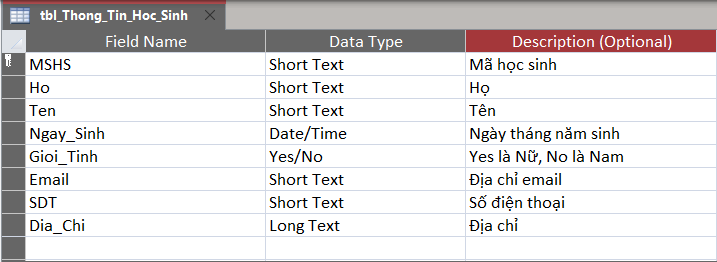 tbl_Thong_Tin_Hoc_Sinh
Field Name Data Type Description (Optional)
MSHS Short Text Mã học sinh
Ho Short Text Họ
Ten Short Text Tên
Ngay_Sinh Date/Time Ngày tháng năm sinh
Gioi_Tinh Yes/No Yes là Nữ, No là Nam
Email Short Text Địa chỉ email
SDT Short Text Số điện thoại
Dia_Chi Long Text Địa chỉ